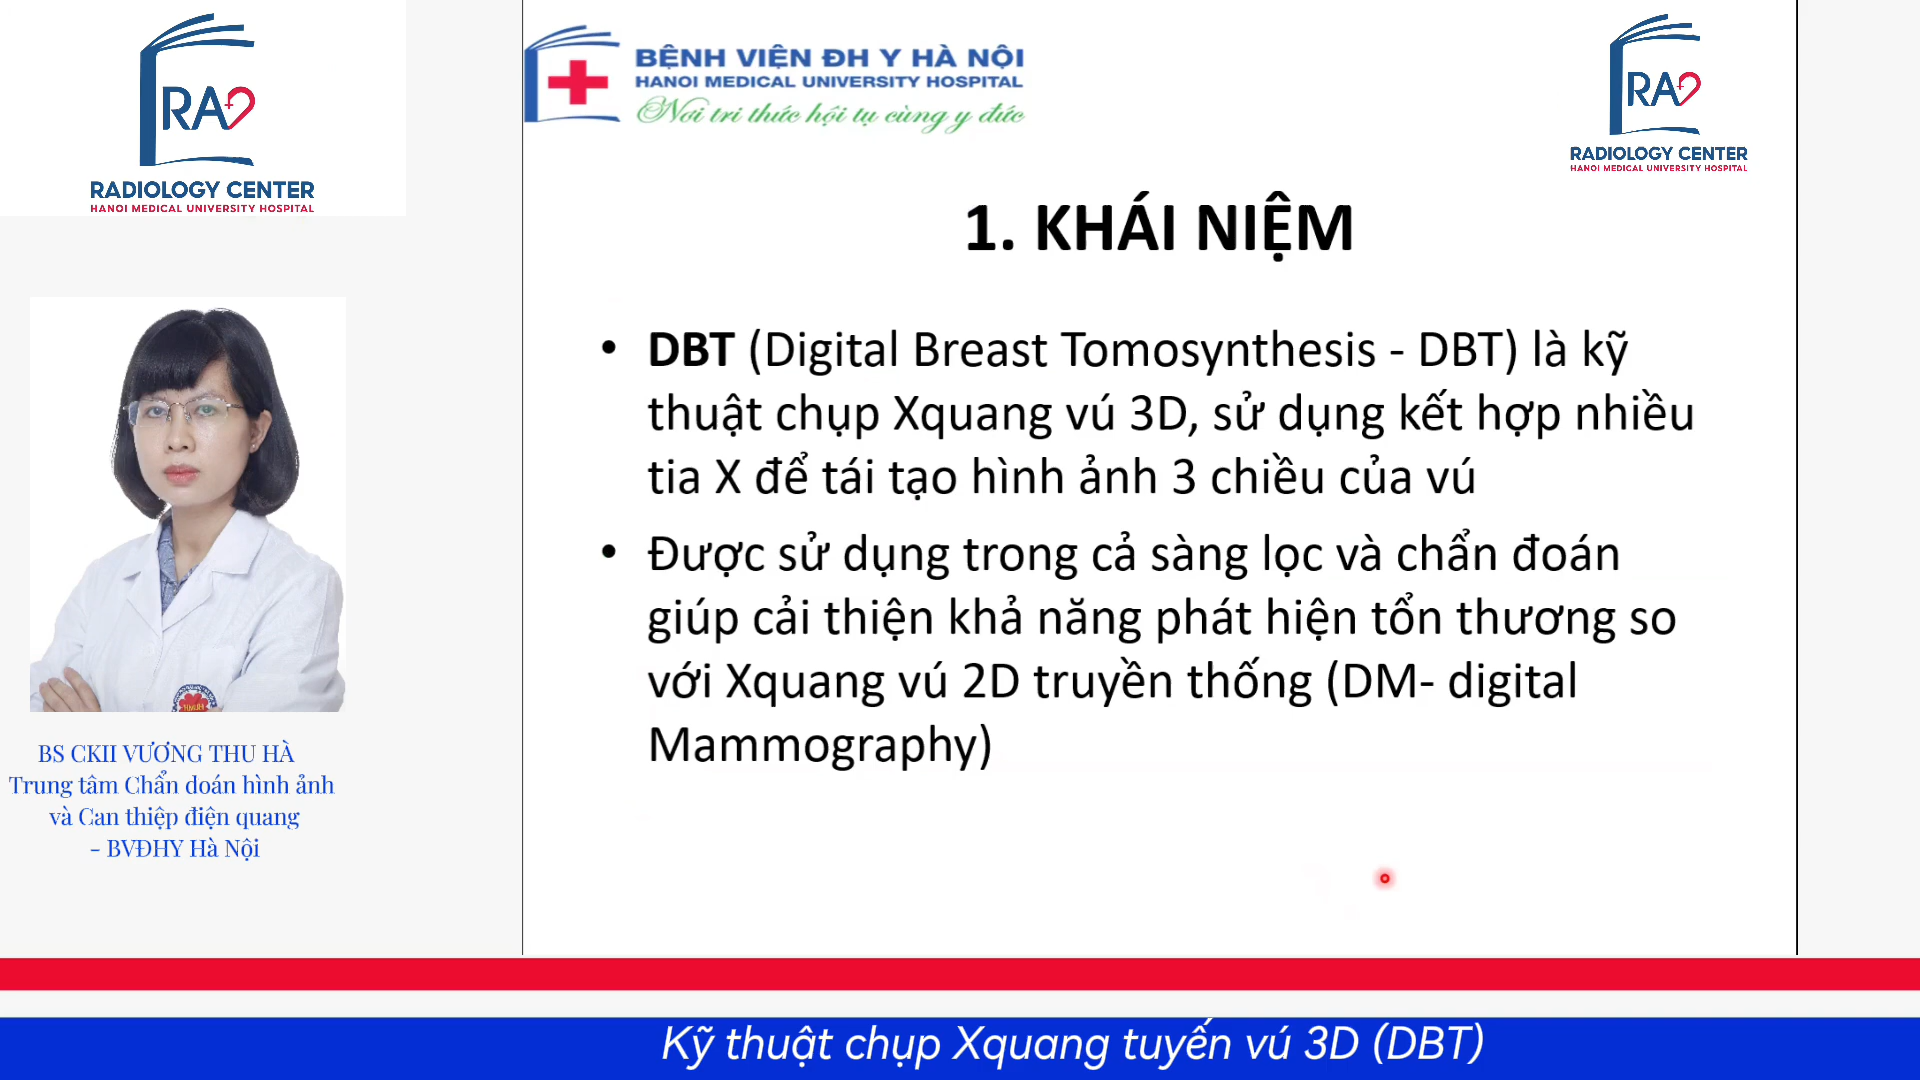 RA
RADIOLOGY CENTER
HANOI MEDICAL UNIVERSITY HOSPITAL
BỆNH VIỆN ĐH Y HÀ NỘI
HANOI MEDICAL UNIVERSITY HOSPITAL
Nơi tri thức hội tụ cùng y đức
RA
RADIOLOGY CENTER
HANOI MEDICAL UNIVERSITY HOSPITAL
1. KHÁI NIỆM
• DBT (Digital Breast Tomosynthesis - DBT) là kỹ
thuật chụp Xquang vú 3D, sử dụng kết hợp nhiều
tia X để tái tạo hình ảnh 3 chiều của vú
• Được sử dụng trong cả sàng lọc và chẩn đoán
giúp cải thiện khả năng phát hiện tổn thương so
với Xquang vú 2D truyền thống (DM- digital
Mammography)
BS CKII VƯƠNG THU HÀ
Trung tâm Chẩn đoán hình ảnh
và Can thiệp điện quang
- BVĐHY Hà Nội
Kỹ thuật chụp Xquang tuyến vú 3D (DBT)